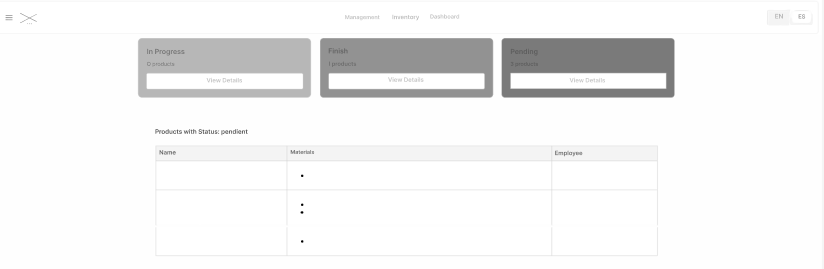 Management Inventory Dashboard
EN ES
In Progress
0 products
View Details
Finish
1 products
View Details
Pending
3 products
View Details
Products with Status: pendient
Name Materials Employee